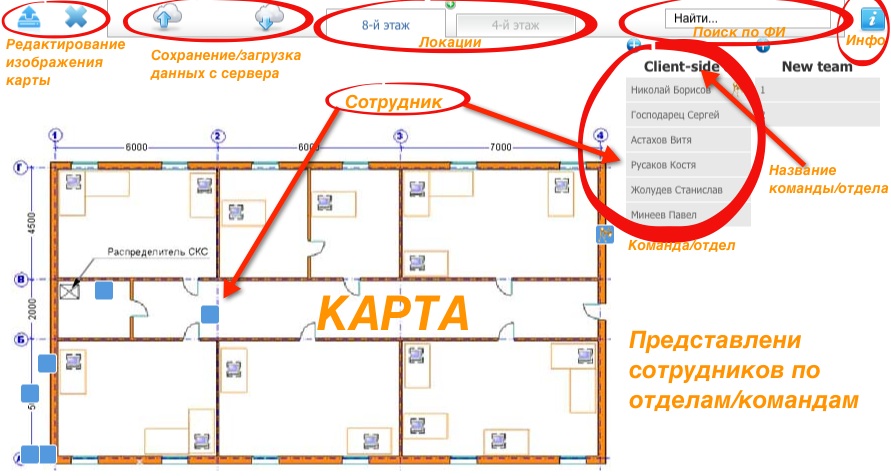 8-й этаж
4-й этаж
Найти...
Редактирование
изображения
карты
Сохранение/загрузка
данных с сервера
Локации
Поиск по ФИ
Инфо
Client-side
New team
Николай Борисов
1
Господарец Сергей
Астахов Витя
Русаков Костя
Жолудев Станислав
Минеев Павел
Название
команды/отдела
Команда/отдел
Сотрудник
1
2
3
4
6000
6000
7000
Г
4500
Распределитель СКС
В
2000
КАРТА
Б
Представлени
сотрудников по
отделам/командам